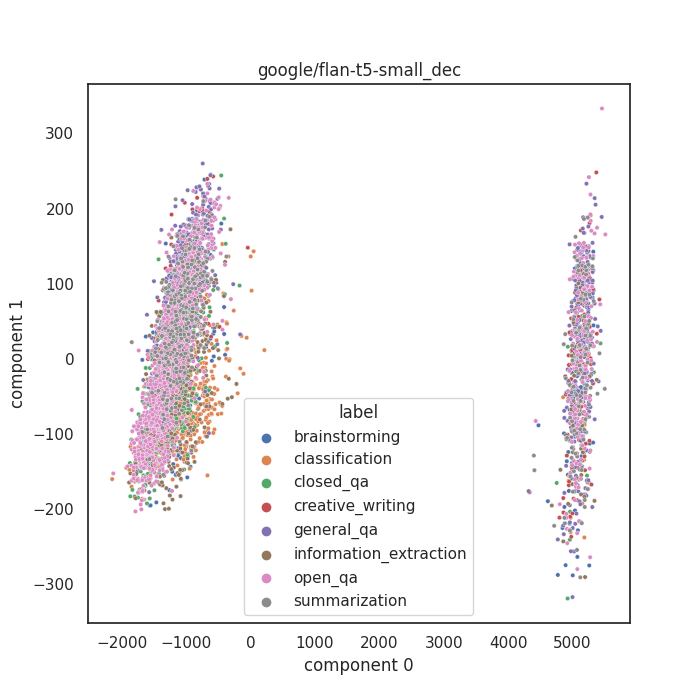 google/flan-t5-small_dec
300
200
100
0
−100
−200
−300
component 1
label
brainstorming
classification
closed_qa
creative_writing
general_qa
information_extraction
open_qa
summarization
−2000 −1000 0 1000 2000 3000 4000 5000
component 0